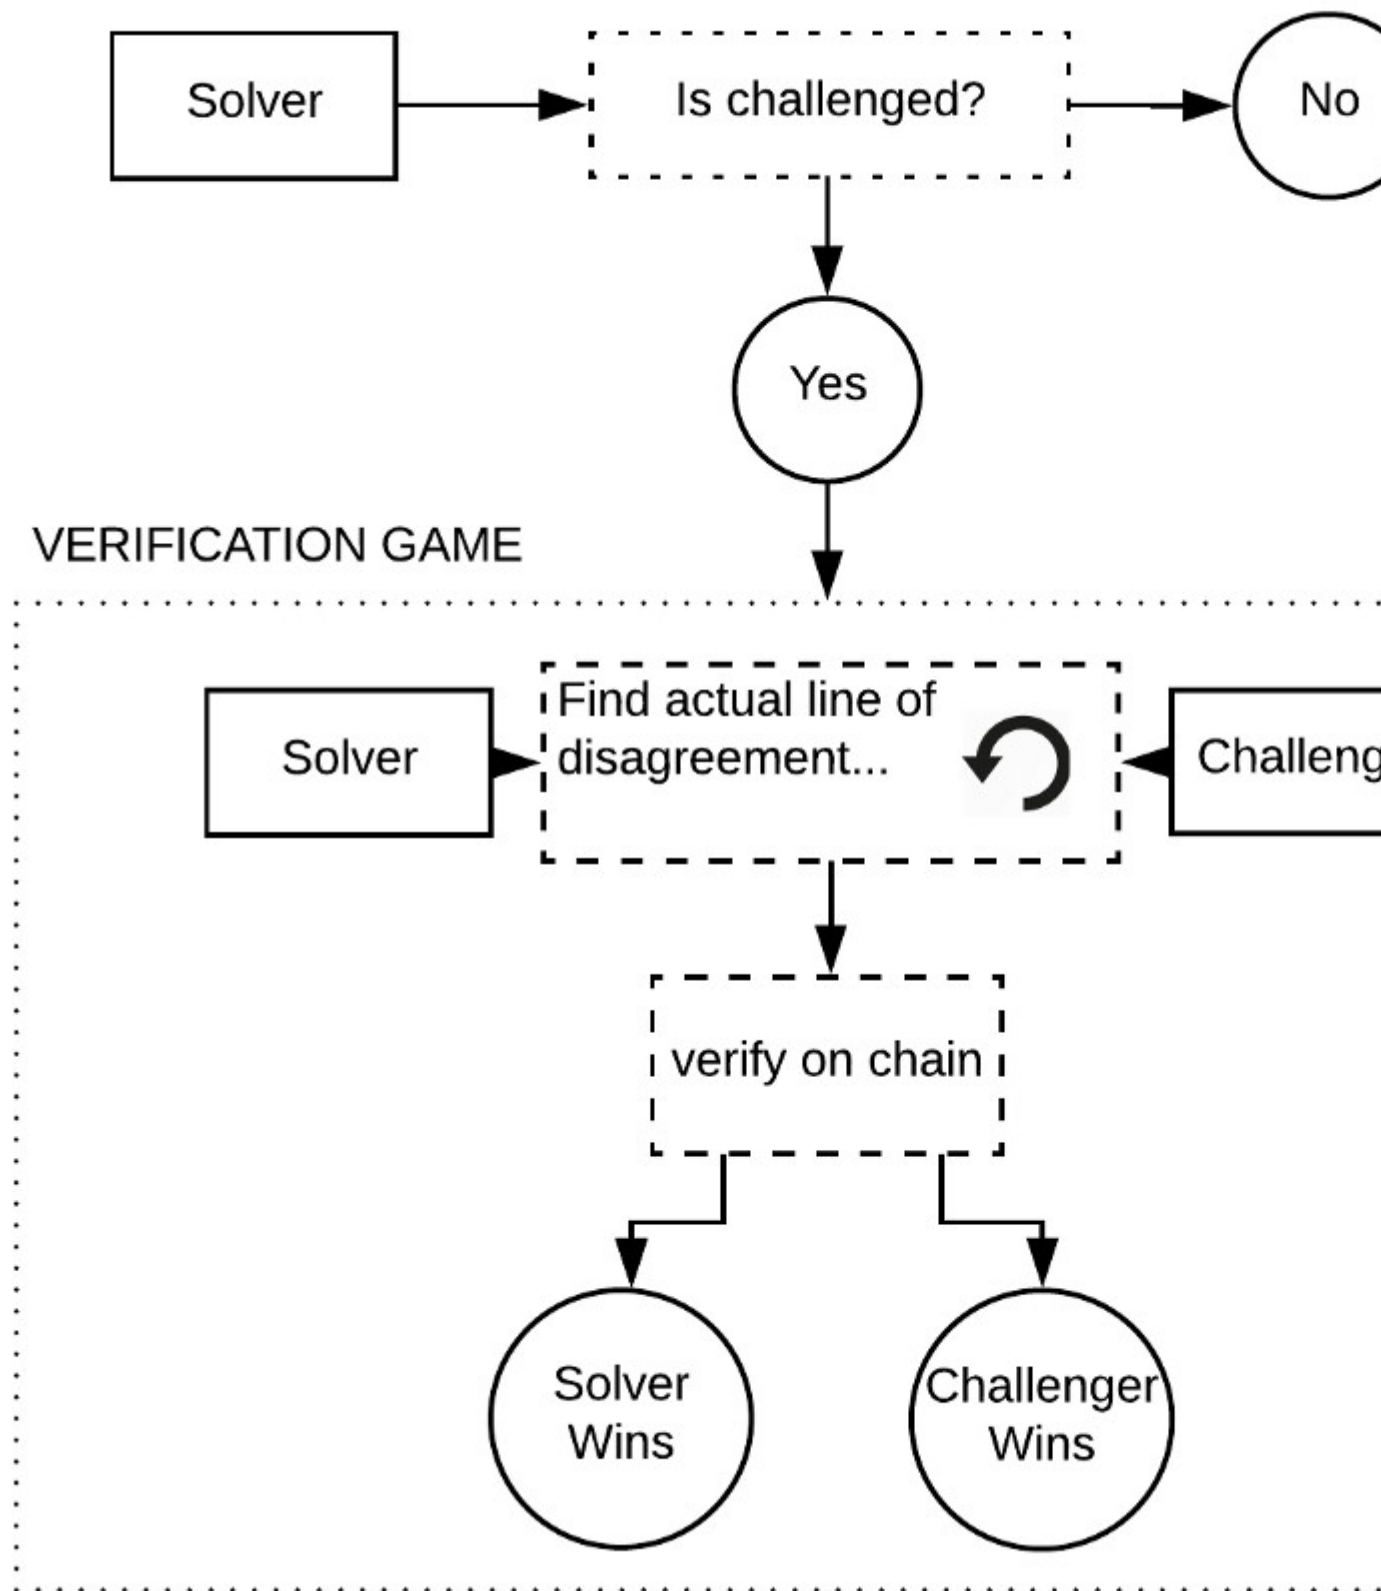 Solver
Is challenged?
No
Yes
VERIFICATION GAME
Solver
Find actual line of
disagreement...
Challeng
verify on chain
Solver
Wins
Challenger
Wins